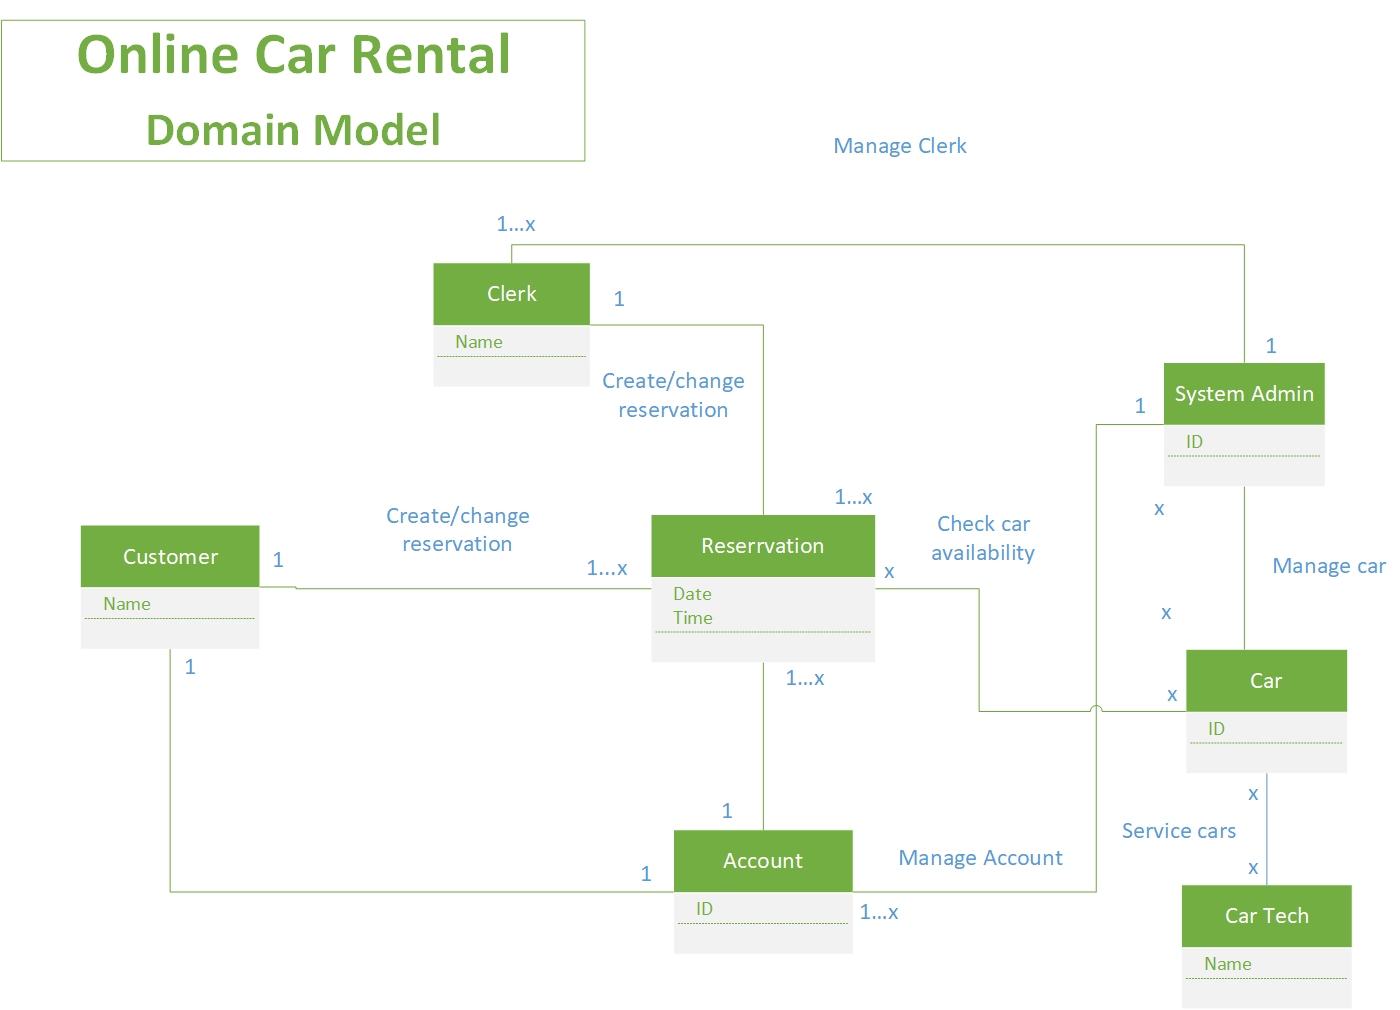 Online Car Rental
Domain Model
Manage Clerk
1...x
Clerk
1
Name
1
Create/change
reservation
System Admin
1
ID
1...x
x
Create/change
reservation
Check car
availability
Customer
1
1...x
Reserrvation
x
Manage car
Name
Date
Time
x
1
1...x
Car
x
ID
x
1
Service cars
Account
Manage Account
1
x
ID
1...x
Car Tech
Name